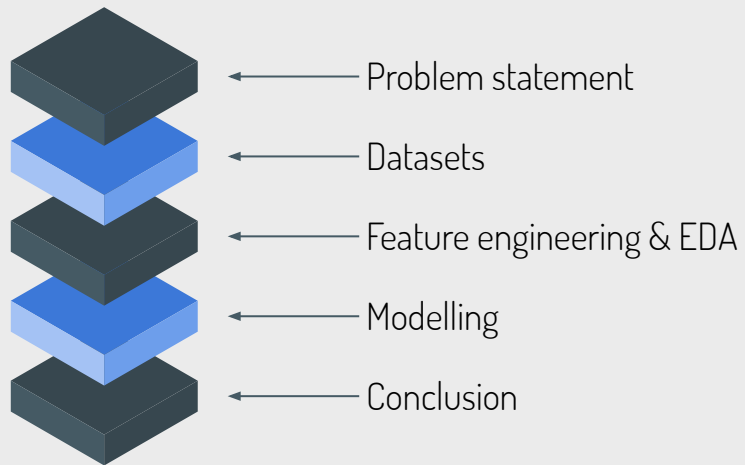 Problem statement
Datasets
Feature engineering & EDA
Modelling
Conclusion